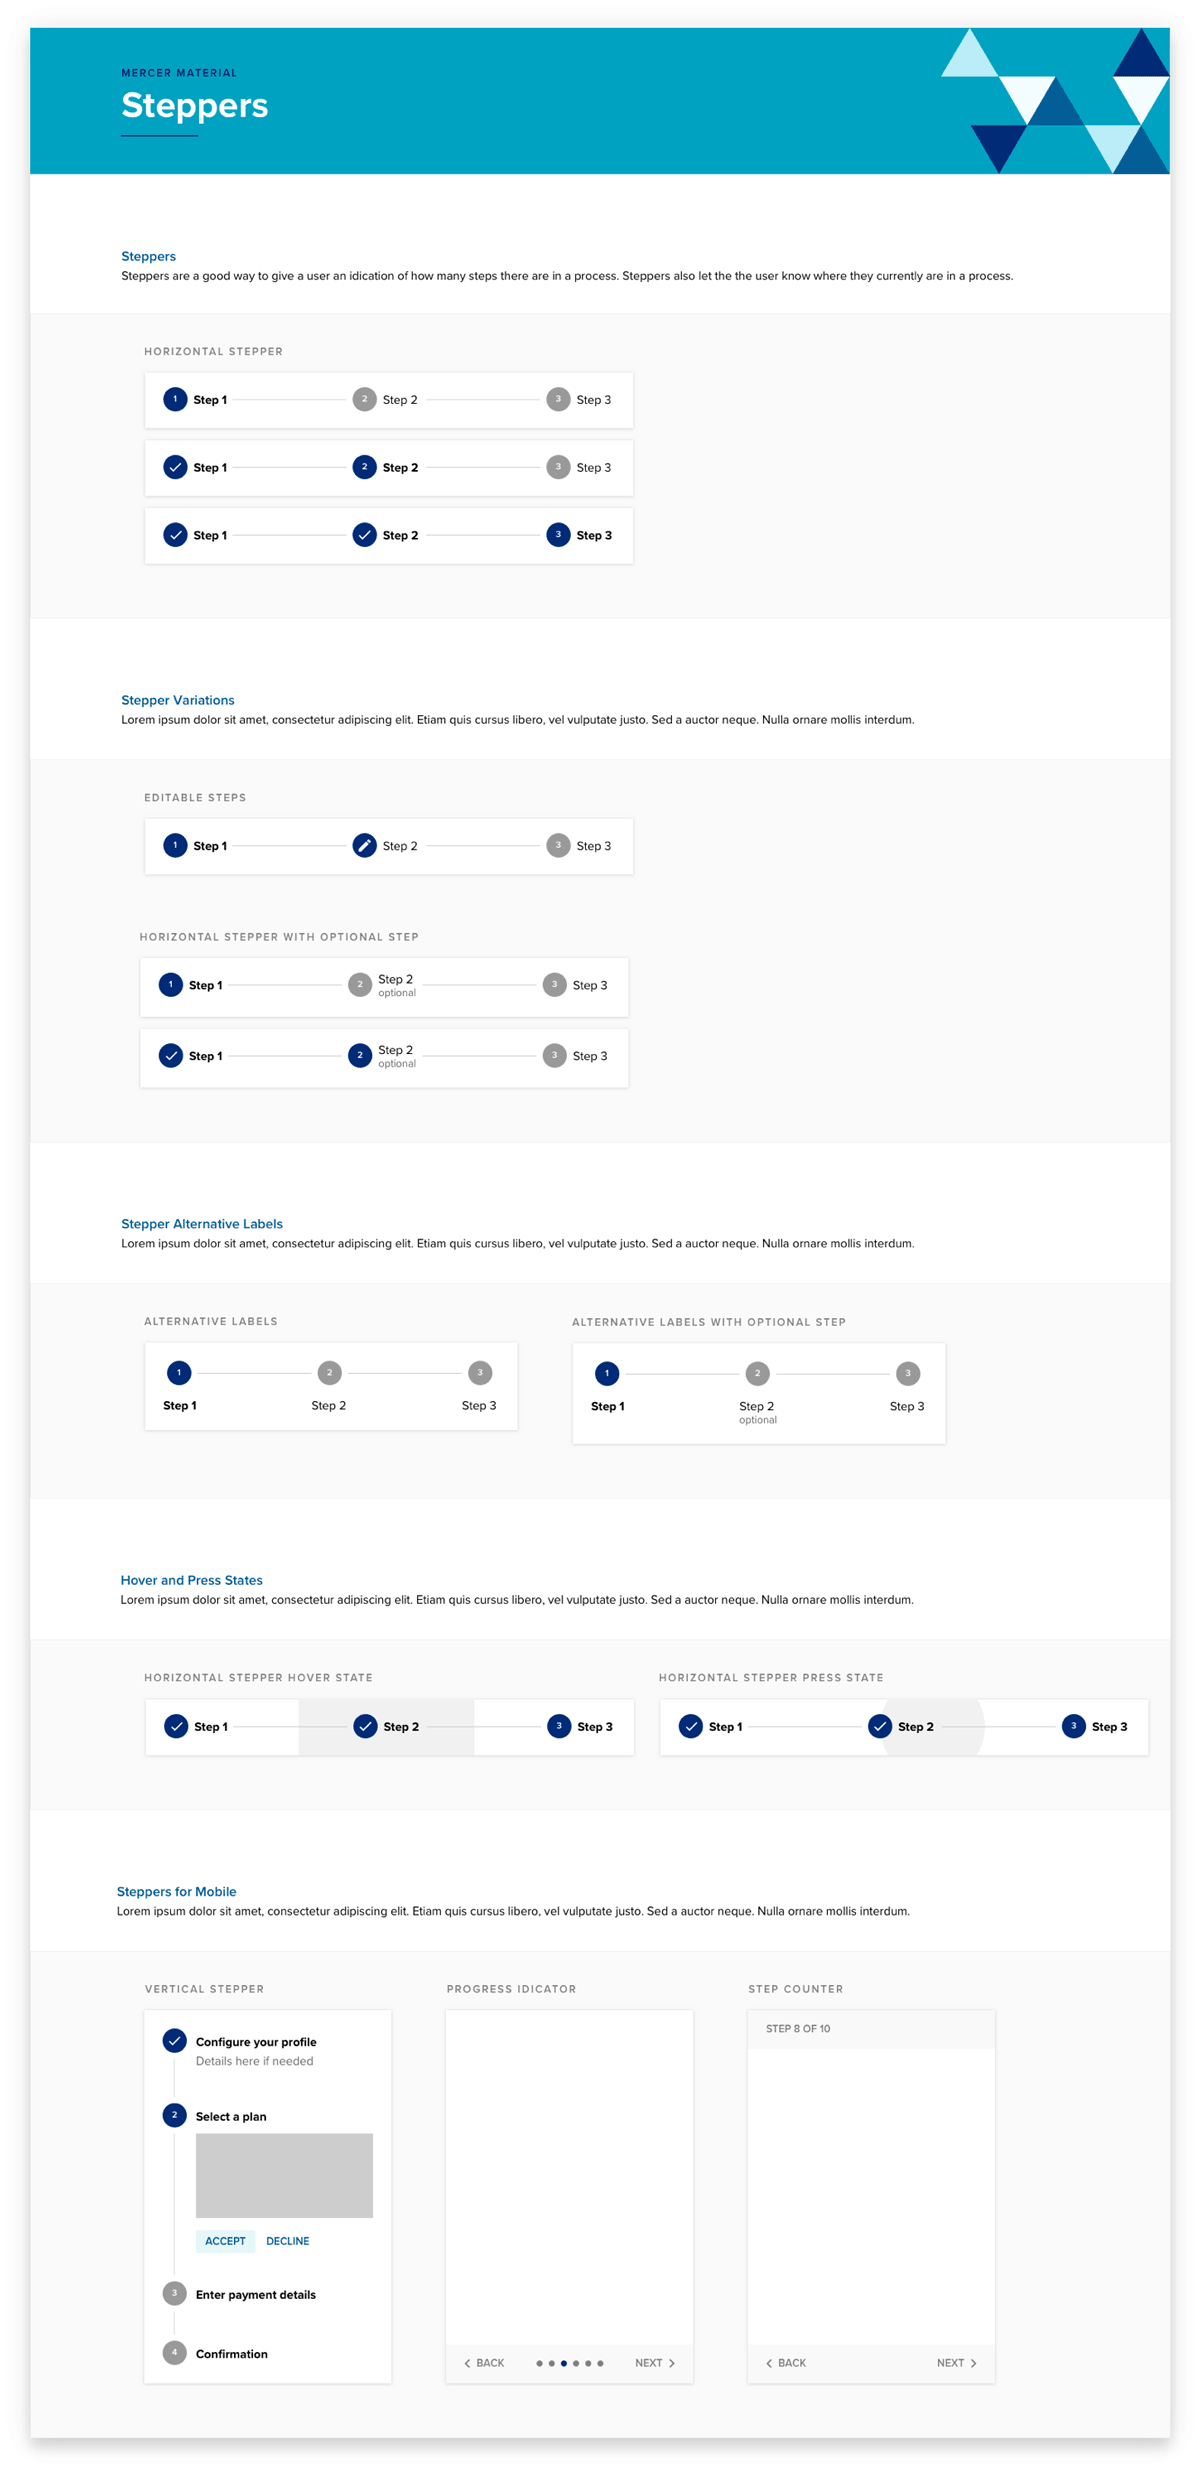 MERCER MATERIAL
Steppers
Steppers
Steppers are a good way to give a user an idication of how many steps there are in a process. Steppers also let the the user know where they currently are in a process.
HORIZONTAL STEPPER
1 Step 1 2 Step 2 3 Step 3
Step 1 2 Step 2 3 Step 3
Step 1 Step 2 3 Step 3
Stepper Variations
Lorem ipsum dolor sit amet, consectetur adipiscing elit. Etiam quis cursus libero, vel vulputate justo. Sed a auctor neque. Nulla ornare mollis interdum.
EDITABLE STEPS
1 Step 1 Step 2 3 Step 3
HORIZONTAL STEPPER WITH OPTIONAL STEP
1 Step 1 2 Step 2 3 Step 3
optional
Step 1 2 Step 2 3 Step 3
optional
Stepper Alternative Labels
Lorem ipsum dolor sit amet, consectetur adipiscing elit. Etiam quis cursus libero, vel vulputate justo. Sed a auctor neque. Nulla ornare mollis interdum.
ALTERNATIVE LABELS
1 2 3
Step 1 Step 2 Step 3
ALTERNATIVE LABELS WITH OPTIONAL STEP
1 2 3
Step 1 Step 2 Step 3
optional
Hover and Press States
Lorem ipsum dolor sit amet, consectetur adipiscing elit. Etiam quis cursus libero, vel vulputate justo. Sed a auctor neque. Nulla ornare mollis interdum.
HORIZONTAL STEPPER HOVER STATE
Step 1 Step 2 3 Step 3
HORIZONTAL STEPPER PRESS STATE
Step 1 Step 2 3 Step 3
Steppers for Mobile
Lorem ipsum dolor sit amet, consectetur adipiscing elit. Etiam quis cursus libero, vel vulputate justo. Sed a auctor neque. Nulla ornare mollis interdum.
VERTICAL STEPPER
Configure your profile
Details here if needed
2 Select a plan
ACCEPT DECLINE
3 Enter payment details
4 Confirmation
PROGRESS IDICATOR
BACK NEXT
STEP COUNTER
STEP 8 OF 10
BACK NEXT